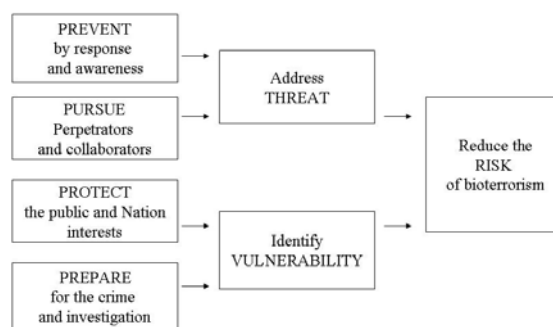 PREVENT
by response
and awareness
PURSUE
Perpetrators
and collaborators
PROTECT
the public and Nation
interests
PREPARE
for the crime
and investigation
Address
THREAT
Identify
VULNERABILITY
Reduce the
RISK
of bioterrorism